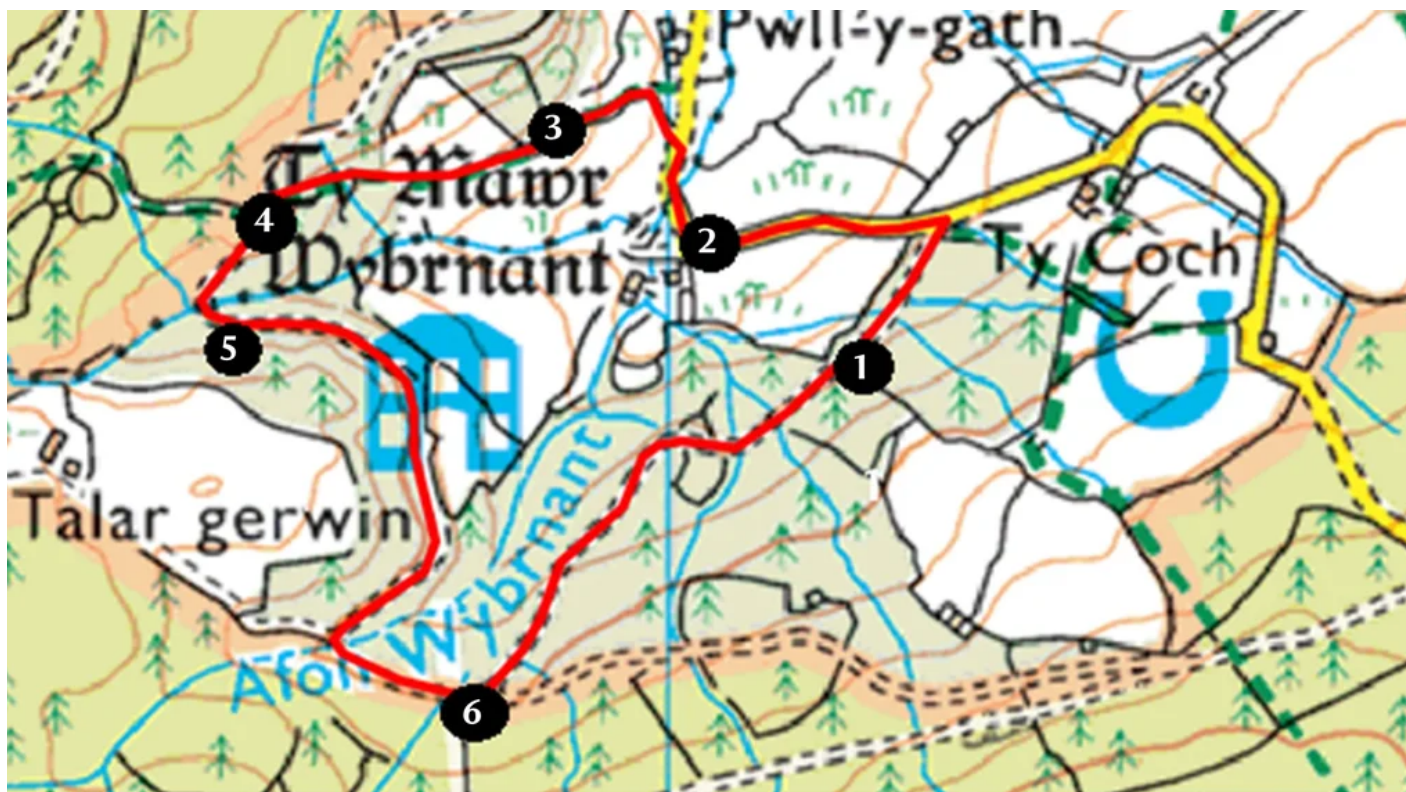 Pwll-y-gath
3
Ty Mawr
4
Wybrnant
2
Ty Coch
5
1
Talar gerwin
Afon Wybrnant
6